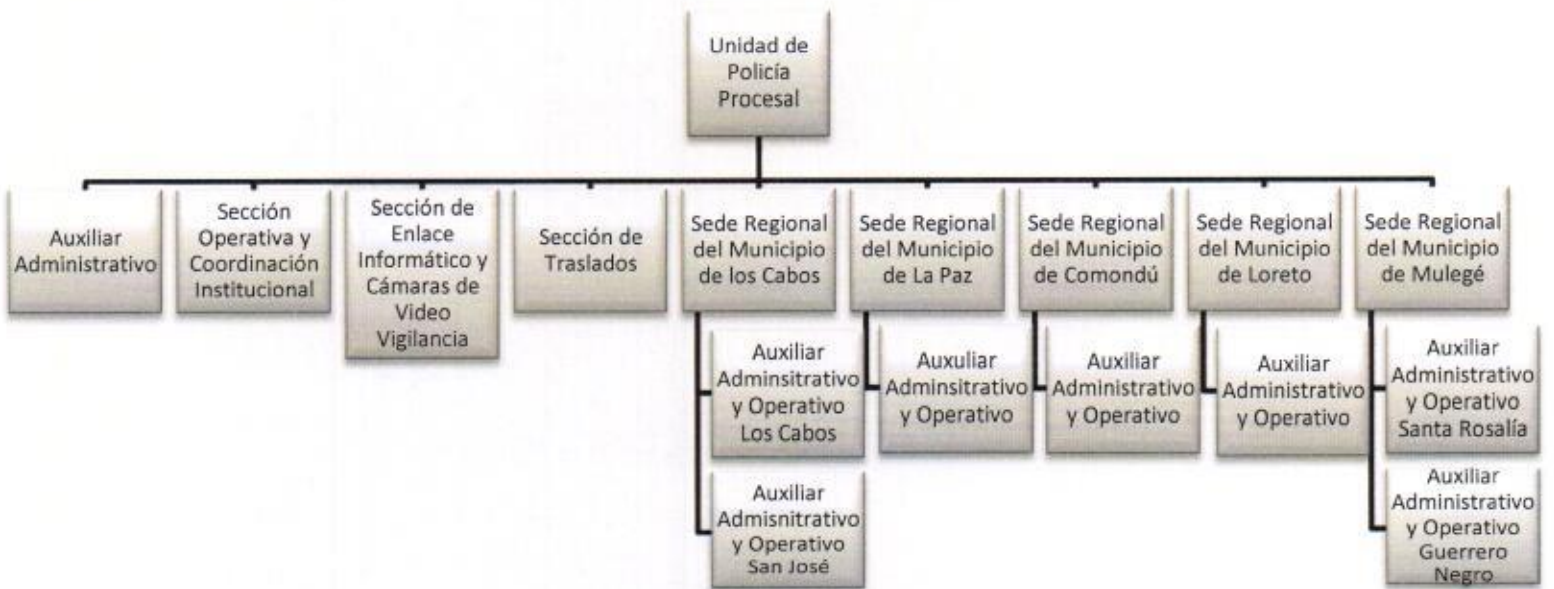 Unidad de
Policía
Procesal
Auxiliar
Administrativo
Sección
Operativa y
Coordinación
Institucional
Sección de
Enlace
Informático y
Cámaras de
Video
Vigilancia
Sección de
Traslados
Sede Regional
del Municipio
de los Cabos
Sede Regional
del Municipio
de La Paz
Sede Regional
del Municipio
de Comondú
Sede Regional
del Municipio
de Loreto
Sede Regional
del Municipio
de Mulegé
Auxiliar
Adminsitrativo
y Operativo
Los Cabos
Auxuliar
Adminsitrativo
y Operativo
Auxiliar
Administrativo
y Operativo
Auxiliar
Administrativo
y Operativo
Auxiliar
Administrativo
y Operativo
Santa Rosalía
Auxiliar
Admisnitrativo
y Operativo
San José
Auxiliar
Administrativo
y Operativo
Guerrero
Negro